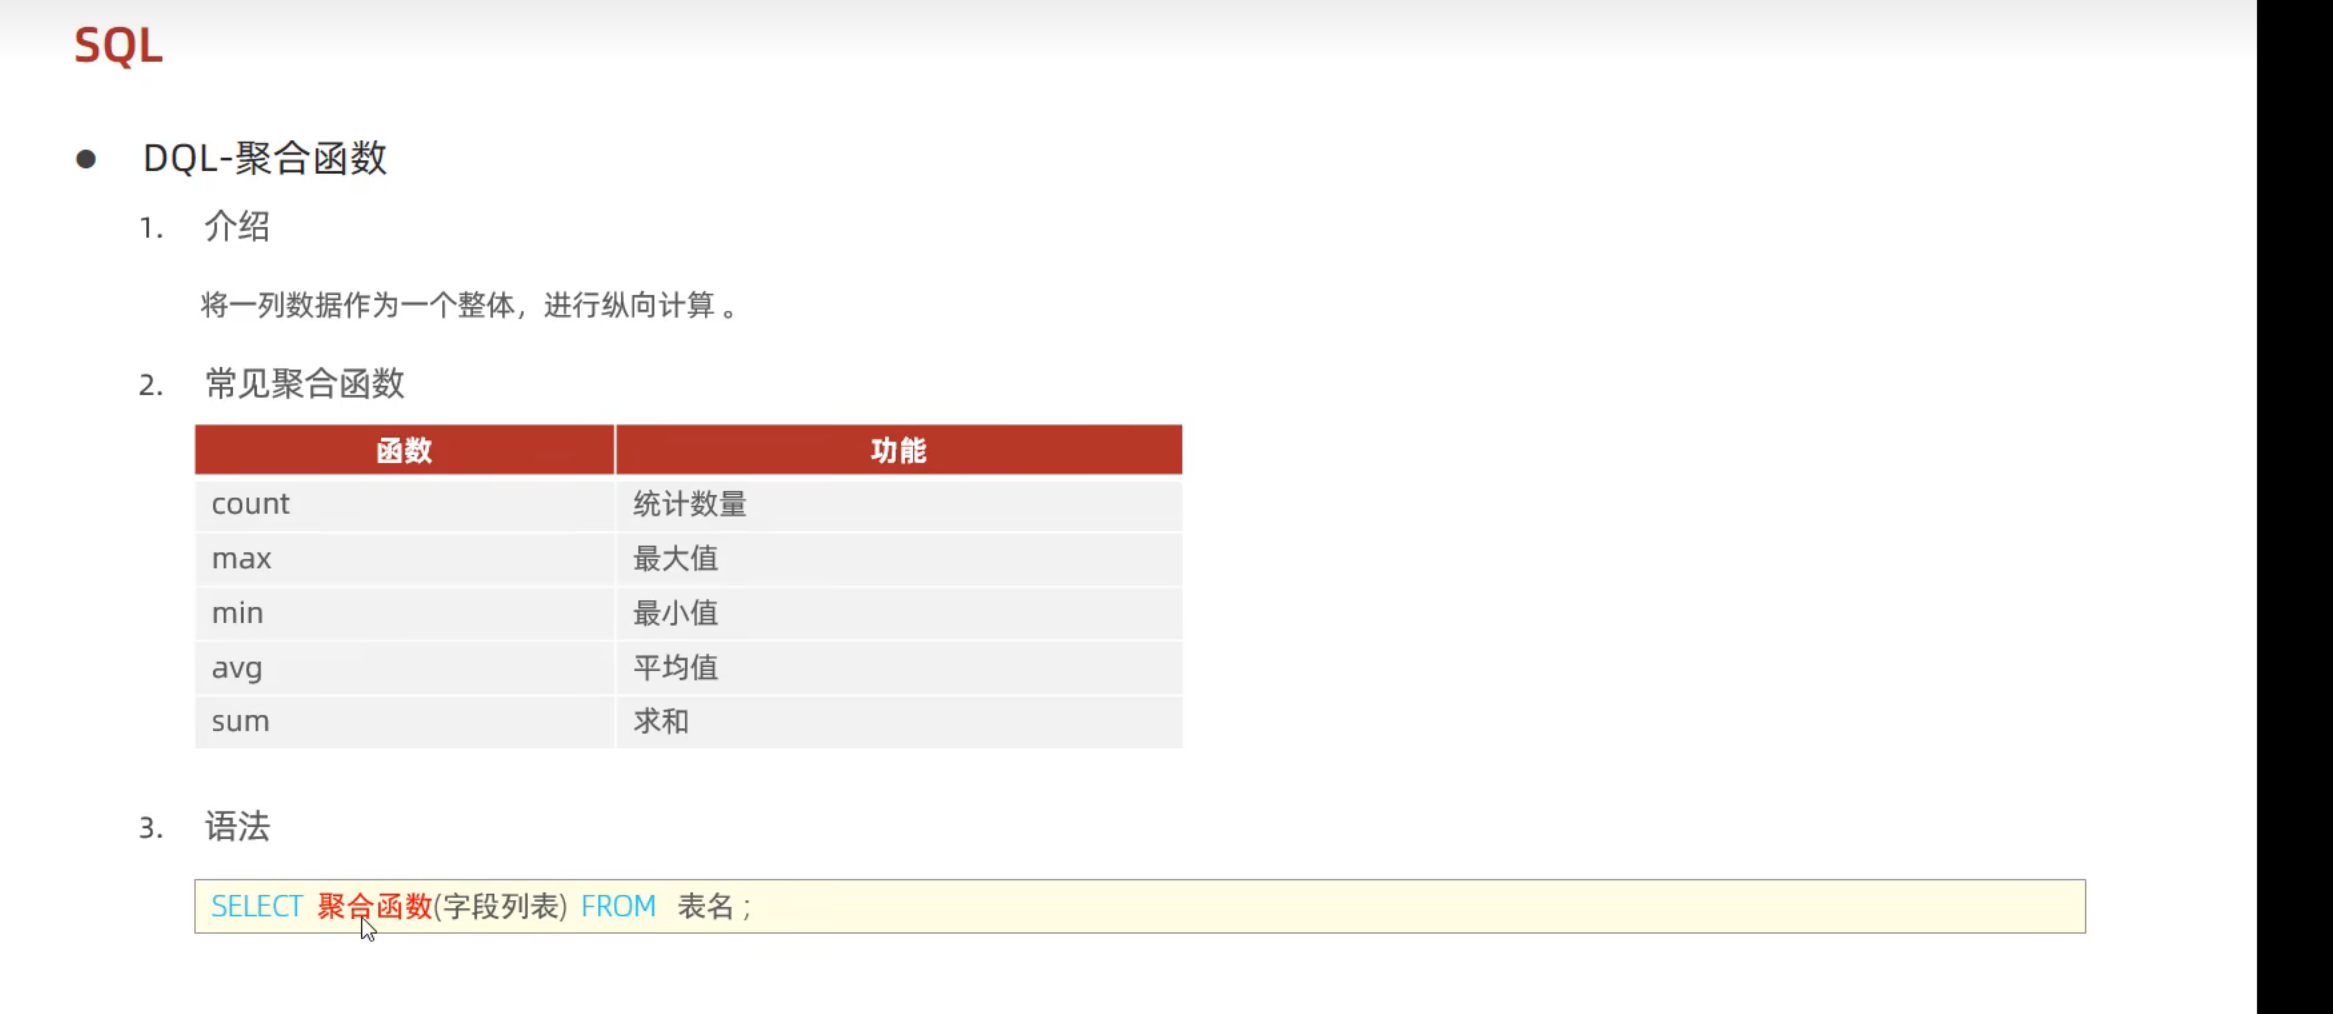 SQL
● DQL-聚合函数
1. 介绍
将一列数据作为一个整体，进行纵向计算 。
2. 常见聚合函数
函数 功能
count 统计数量
max 最大值
min 最小值
avg 平均值
sum 求和
3. 语法
SELECT 聚合函数(字段列表) FROM 表名 ;